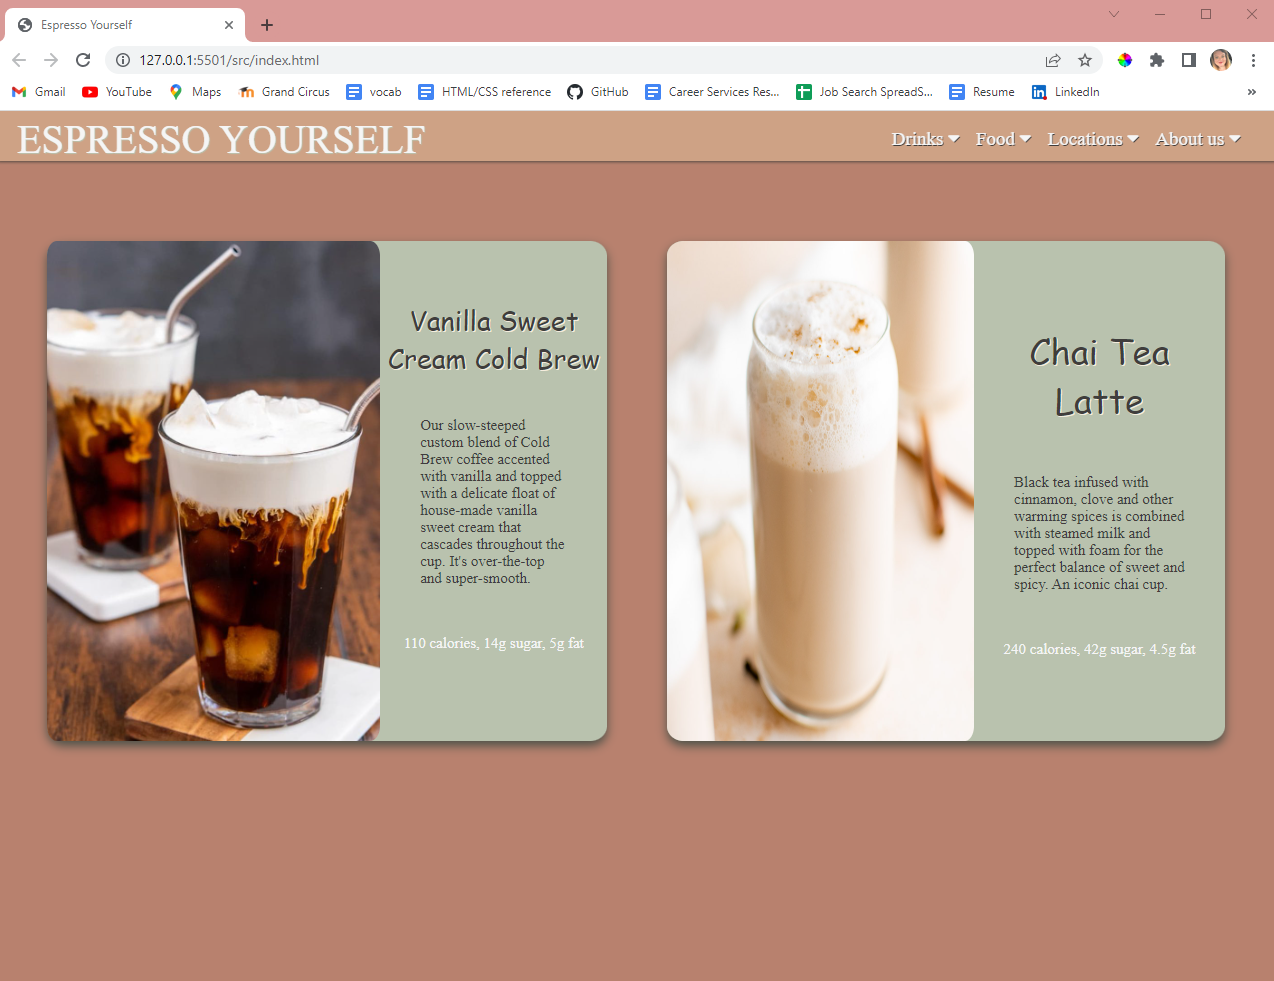 Espresso Yourself
127.0.0.1:5501/src/index.html
Gmail YouTube Maps Grand Circus vocab HTML/CSS reference GitHub Career Services Res... Job Search SpreadS... Resume LinkedIn »
ESPRESSO YOURSELF
Drinks Food Locations About us
Vanilla Sweet
Cream Cold Brew
Our slow-steeped
custom blend of Cold
Brew coffee accented
with vanilla and topped
with a delicate float of
house-made vanilla
sweet cream that
cascades throughout the
cup. It's over-the-top
and super-smooth.
110 calories, 14g sugar, 5g fat
Chai Tea
Latte
Black tea infused with
cinnamon, clove and other
warming spices is combined
with steamed milk and
topped with foam for the
perfect balance of sweet and
spicy. An iconic chai cup.
240 calories, 42g sugar, 4.5g fat